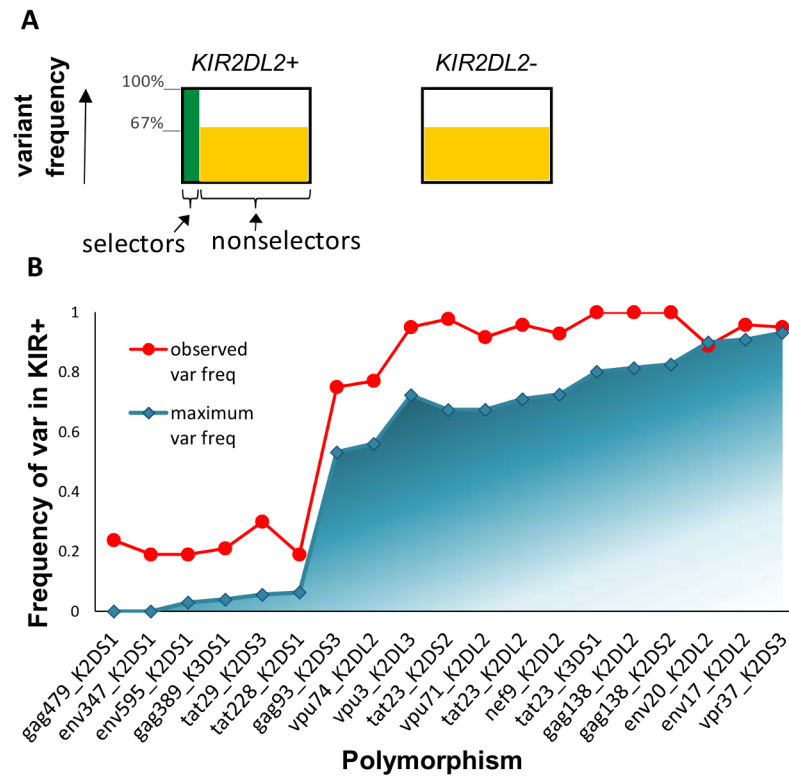 A
KIR2DL2+
KIR2DL2-
variant
frequency
100%
67%
selectors
nonselectors
B
Frequency of var in KIR+
1
0.8
0.6
0.4
0.2
0
observed
var freq
maximum
var freq
gag479_K2DS1
env347_K2DS1
env595_K2DS1
gag389_K3DS1
tat29_K2DS3
tat228_K2DS1
gag93_K2DS3
vpu74_K2DL2
vpu3_K2DL3
tat23_K2DS2
vpu71_K2DL2
tat23_K2DL2
nef9_K2DL2
tat23_K3DS1
gag138_K2DL2
gag138_K2DS2
env20_K2DL2
env17_K2DL2
vpr37_K2DS3
Polymorphism